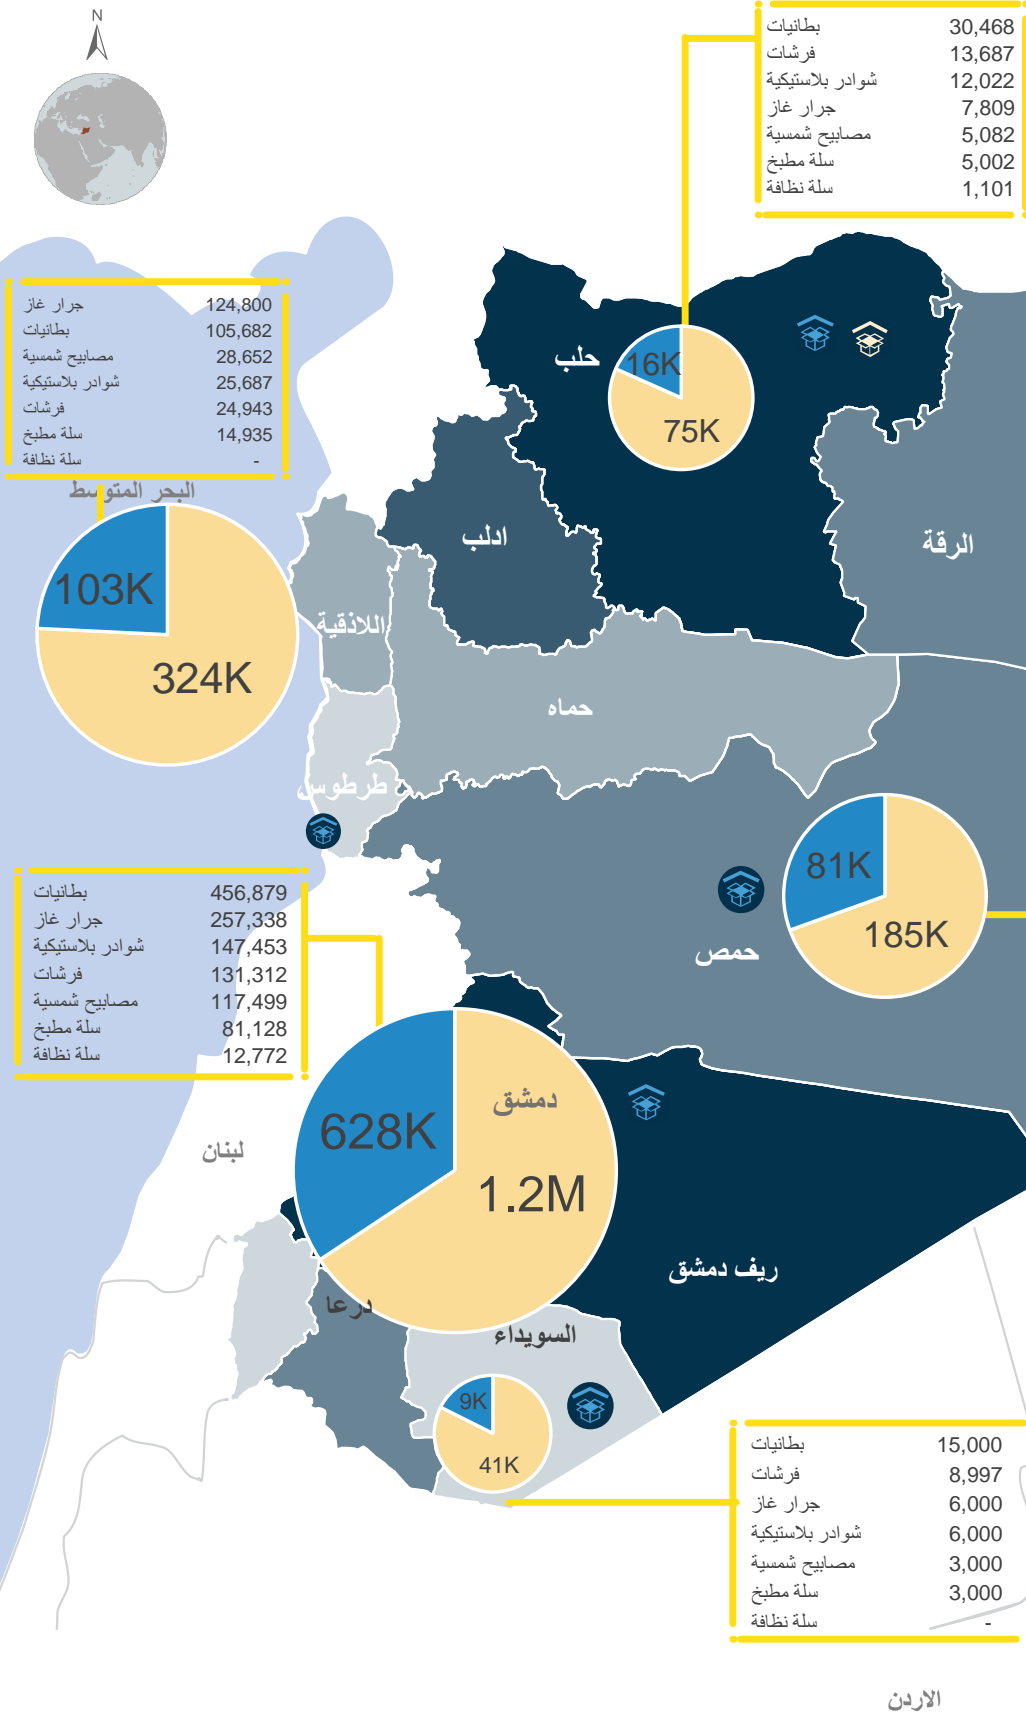 N
بطانيات 30,468
فرشات 13,687
شوادر بلاستيكية 12,022
جرار غاز 7,809
مصابيح شمسية 5,082
سلة مطبخ 5,002
سلة نظافة 1,101
جرار غاز 124,800
بطانيات 105,682
مصابيح شمسية 28,652
شوادر بلاستيكية 25,687
فرشات 24,943
سلة مطبخ 14,935
سلة نظافة -
البحر المتوسط
حلب
16K
75K
ادلب
الرقة
103K
324K
اللاذقية
حماه
طرطوس
81K
185K
حمص
بطانيات 456,879
جرار غاز 257,338
شوادر بلاستيكية 147,453
فرشات 131,312
مصابيح شمسية 117,499
سلة مطبخ 81,128
سلة نظافة 12,772
دمشق
628K
1.2M
لبنان
ريف دمشق
درعا
السويداء
9K
41K
بطانيات 15,000
فرشات 8,997
جرار غاز 6,000
شوادر بلاستيكية 6,000
مصابيح شمسية 3,000
سلة مطبخ 3,000
سلة نظافة -
الاردن